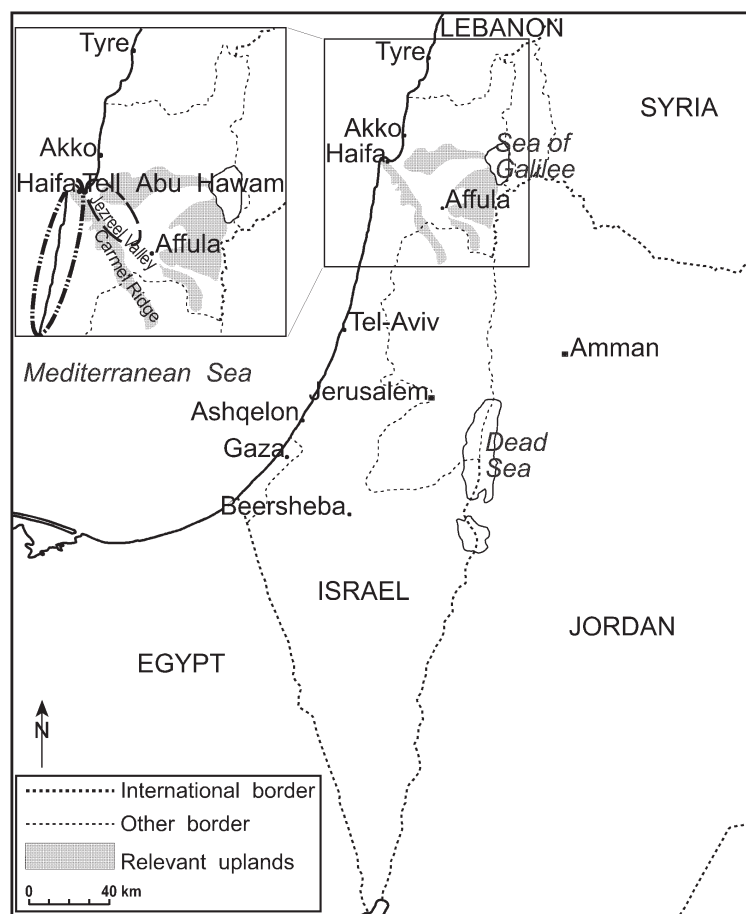 LEBANON
Tyre
Tyre
SYRIA
Akko
Haifa
Sea of
Galilee
Akko
Haifa Tell Abu Hawam
Jezreel Valley
Affula
Carmel Ridge
Affula
Tel-Aviv
Amman
Mediterranean Sea
Jerusalem
Ashqelon
Gaza
Dead
Sea
Beersheba
ISRAEL
JORDAN
EGYPT
N
International border
Other border
Relevant uplands
0 40 km